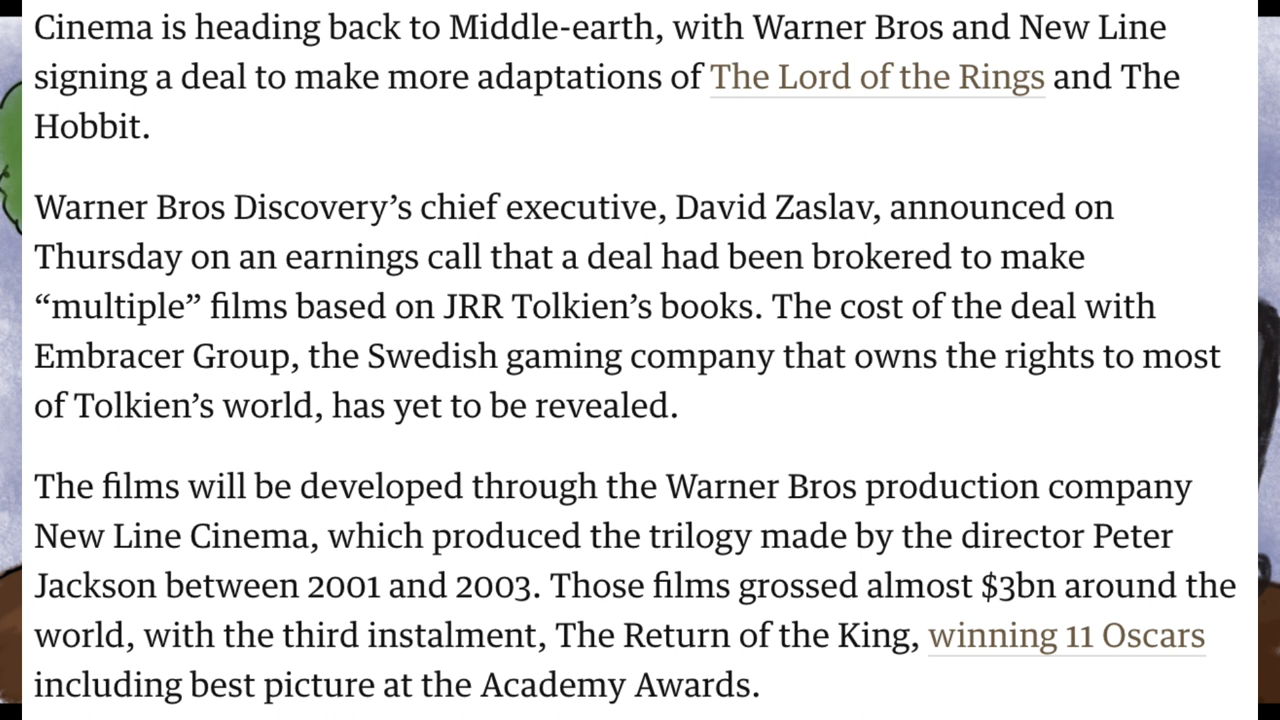 Cinema is heading back to Middle-earth, with Warner Bros and New Line
signing a deal to make more adaptations of The Lord of the Rings and The
Hobbit.
Warner Bros Discovery’s chief executive, David Zaslav, announced on
Thursday on an earnings call that a deal had been brokered to make
“multiple” films based on JRR Tolkien’s books. The cost of the deal with
Embracer Group, the Swedish gaming company that owns the rights to most
of Tolkien’s world, has yet to be revealed.
The films will be developed through the Warner Bros production company
New Line Cinema, which produced the trilogy made by the director Peter
Jackson between 2001 and 2003. Those films grossed almost $3bn around the
world, with the third instalment, The Return of the King, winning 11 Oscars
including best picture at the Academy Awards.